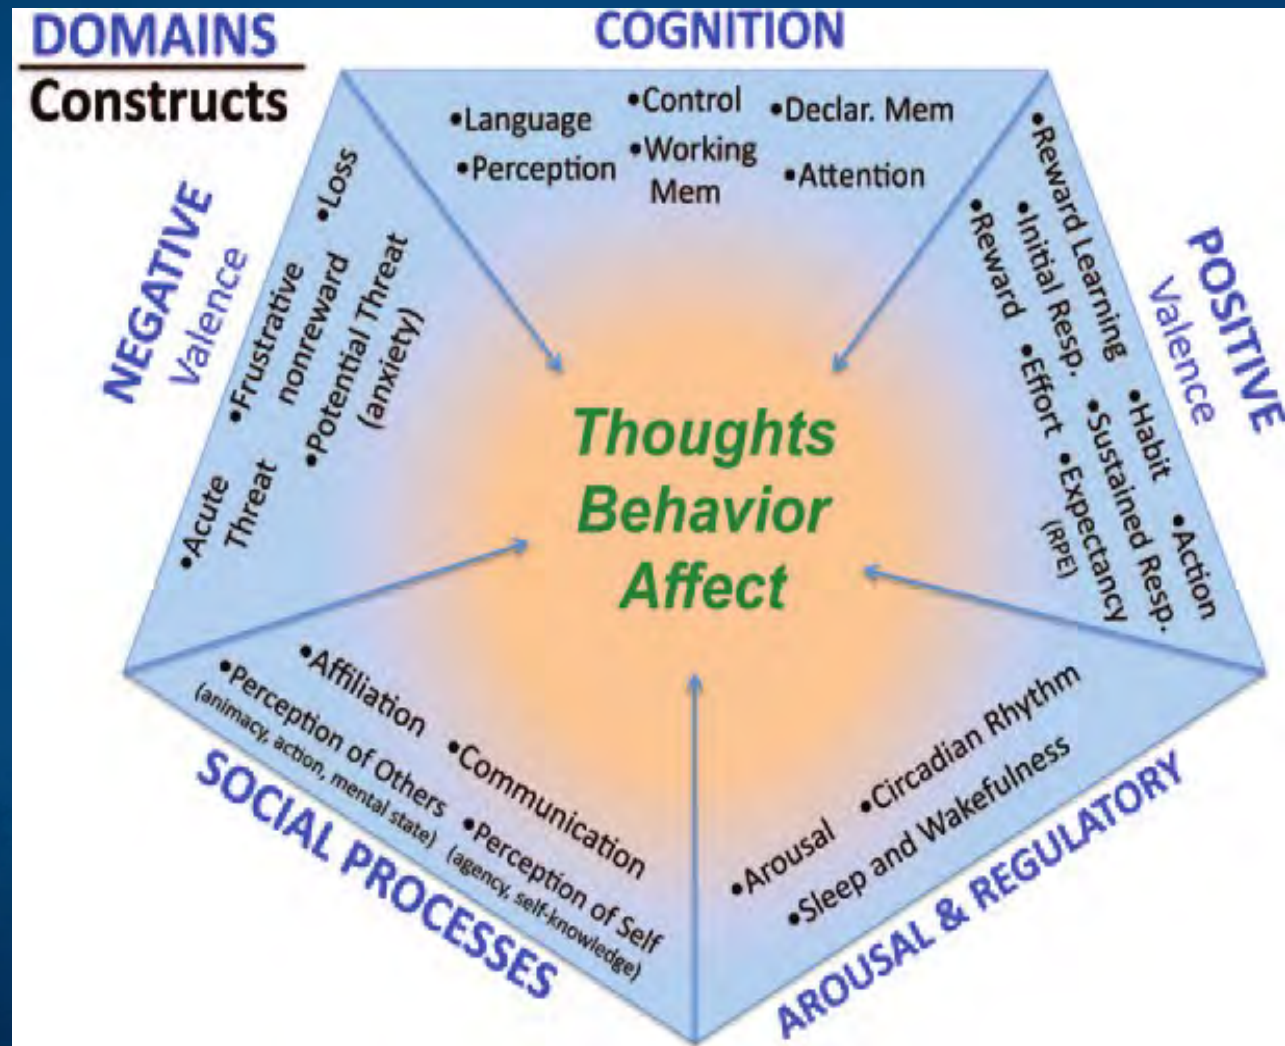 DOMAINS
Constructs
COGNITION
•Language
•Control
•Declar. Mem
•Perception
•Working
Mem
•Attention
NEGATIVE
Valence
•Loss
•Frustrative
nonreward
•Potential Threat
(anxiety)
•Acute
Threat
POSITIVE
Valence
•Reward Learning
•Habit
•Action
•Initial Resp.
•Sustained Resp.
•Reward
•Effort
•Expectancy
(RPE)
Thoughts
Behavior
Affect
SOCIAL PROCESSES
•Affiliation
•Communication
•Perception of Others
(animacy, action, mental state)
•Perception of Self
(agency, self-knowledge)
AROUSAL & REGULATORY
•Arousal
•Circadian Rhythm
•Sleep and Wakefulness